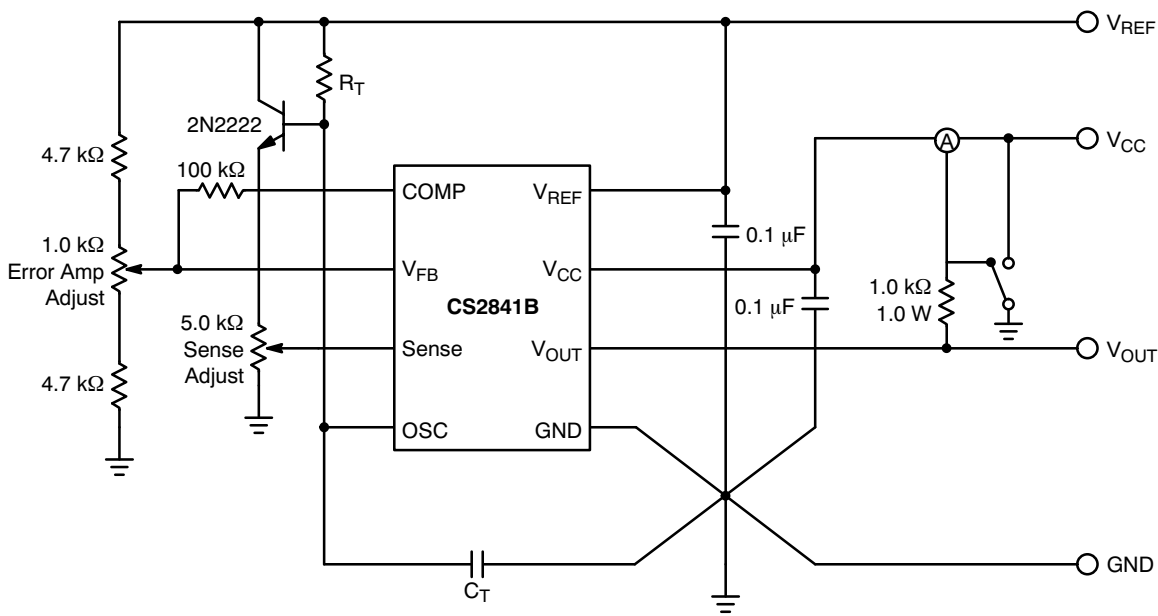 V_REF
R_T
2N2222
A
V_CC
4.7 kΩ
100 kΩ
COMP
V_REF
1.0 kΩ
Error Amp
Adjust
0.1 μF
V_FB
V_CC
CS2841B
0.1 μF
1.0 kΩ
1.0 W
5.0 kΩ
Sense
Adjust
Sense
V_OUT
V_OUT
4.7 kΩ
OSC
GND
C_T
GND